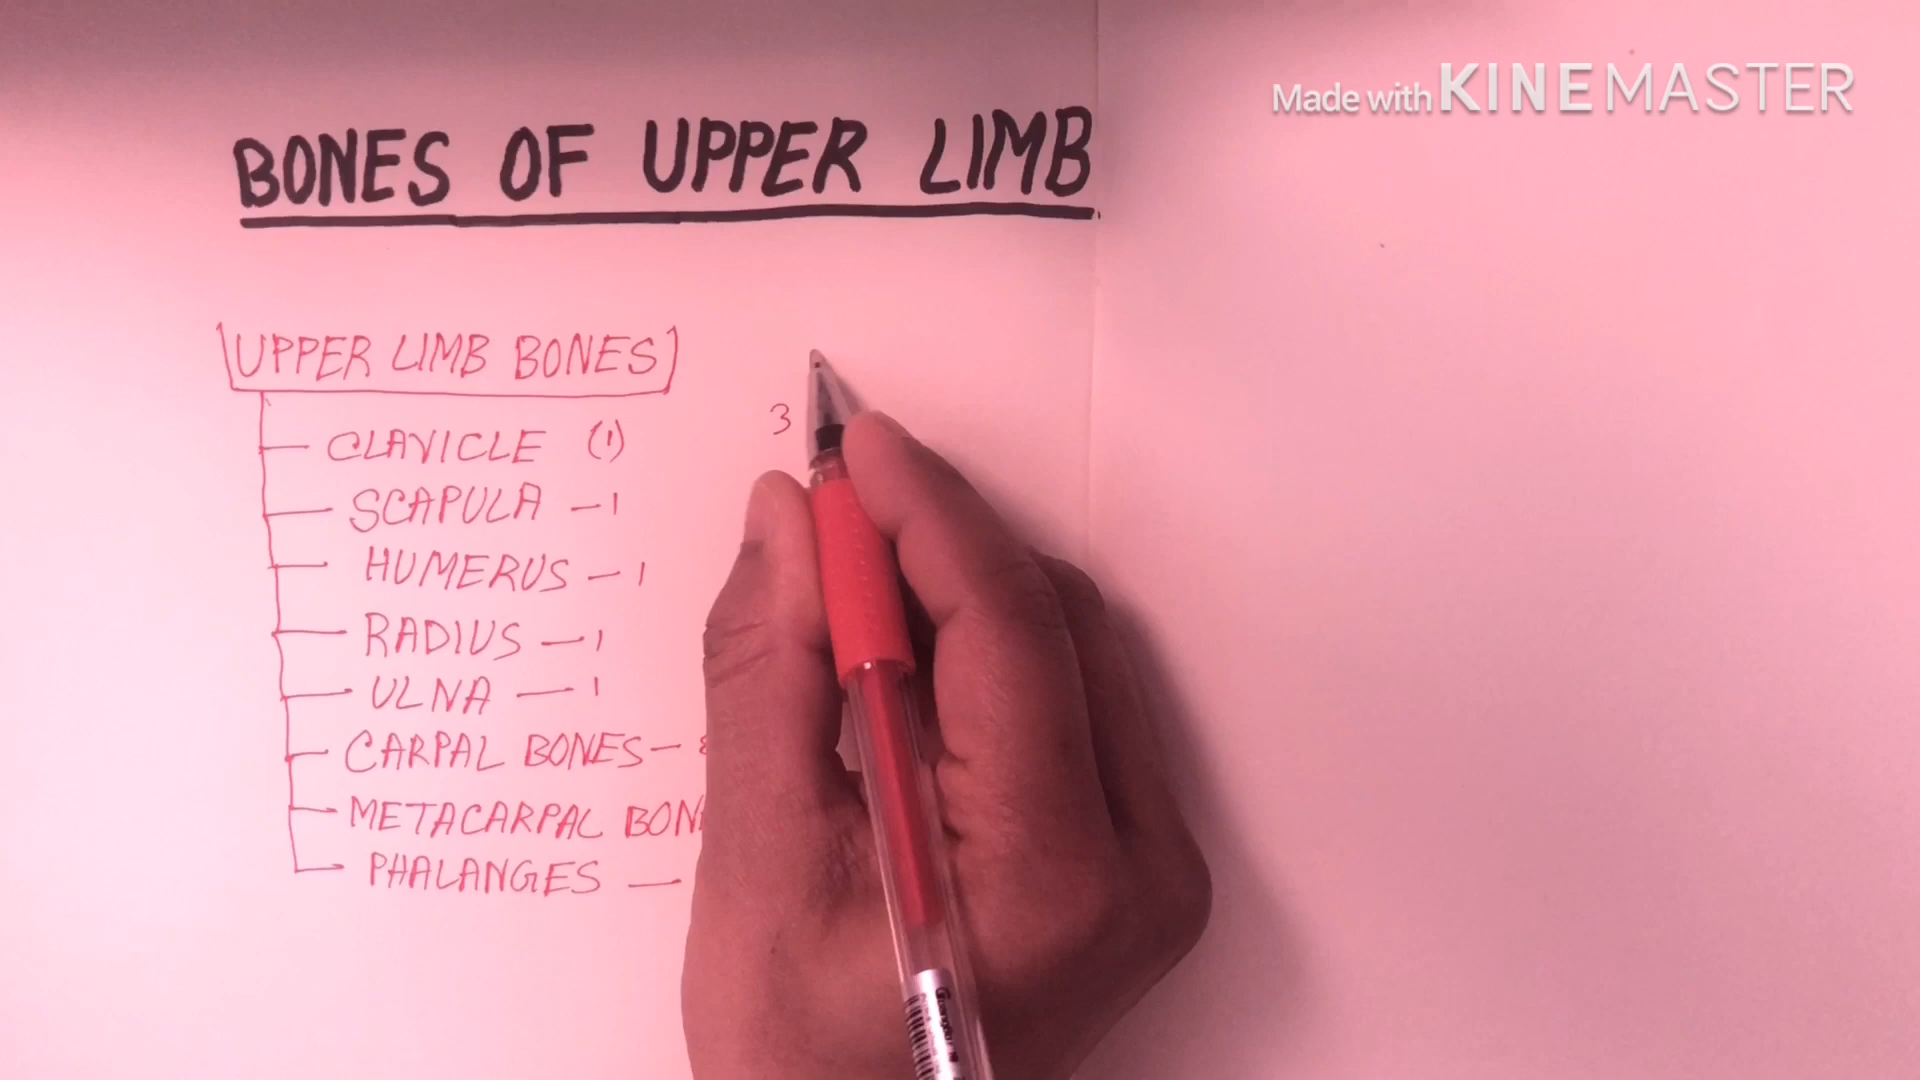 Made with KINEMASTER
BONES OF UPPER LIMB
UPPER LIMB BONES
CLAVICLE (1)
3
SCAPULA - 1
HUMERUS - 1
RADIUS - 1
ULNA - 1
CARPAL BONES -
METACARPAL
PHALANGES -